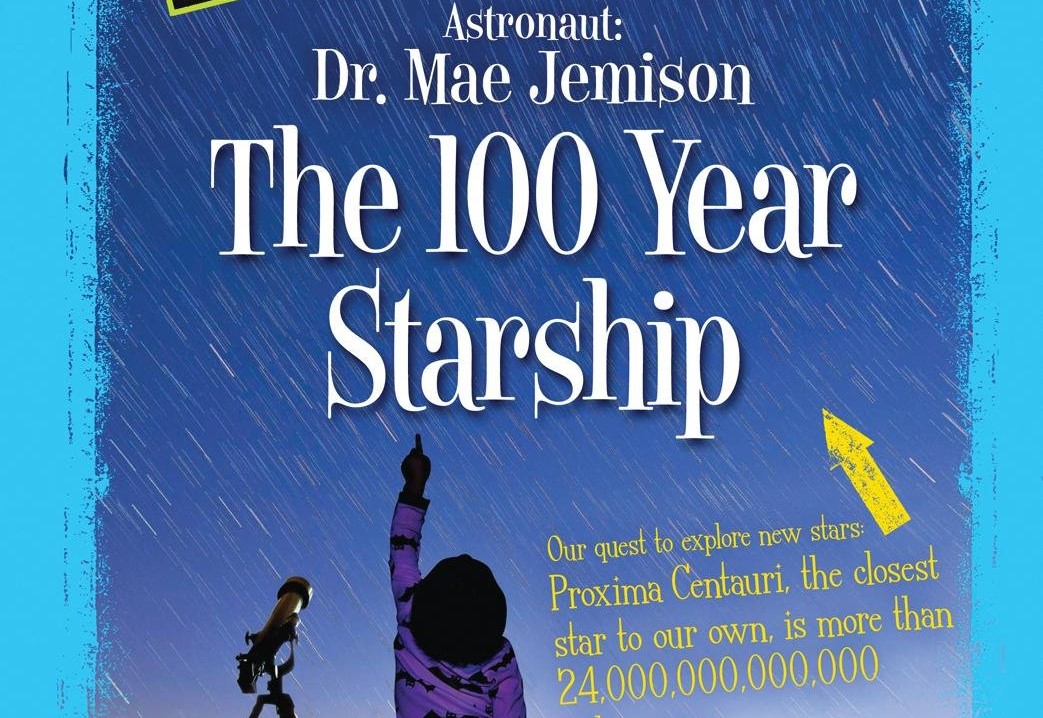 Astronaut:
Dr. Mae Jemison
The 100 Year
Starship
Our quest to explore new stars:
Proxima Centauri, the closest
star to our own, is more than
24,000,000,000,000